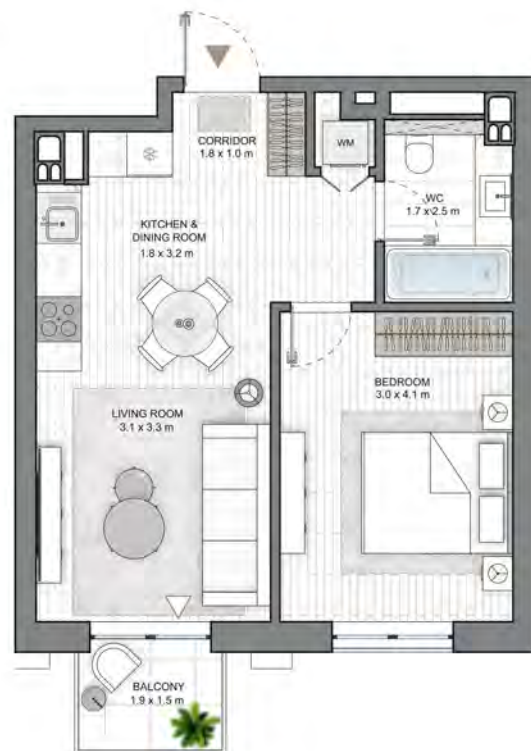 CORRIDOR
1.8 x 1.0 m
WM
WC
1.7 x 2.5 m
KITCHEN &
DINING ROOM
1.8 x 3.2 m
BEDROOM
3.0 x 4.1 m
LIVING ROOM
3.1 x 3.3 m
BALCONY
1.9 x 1.5 m